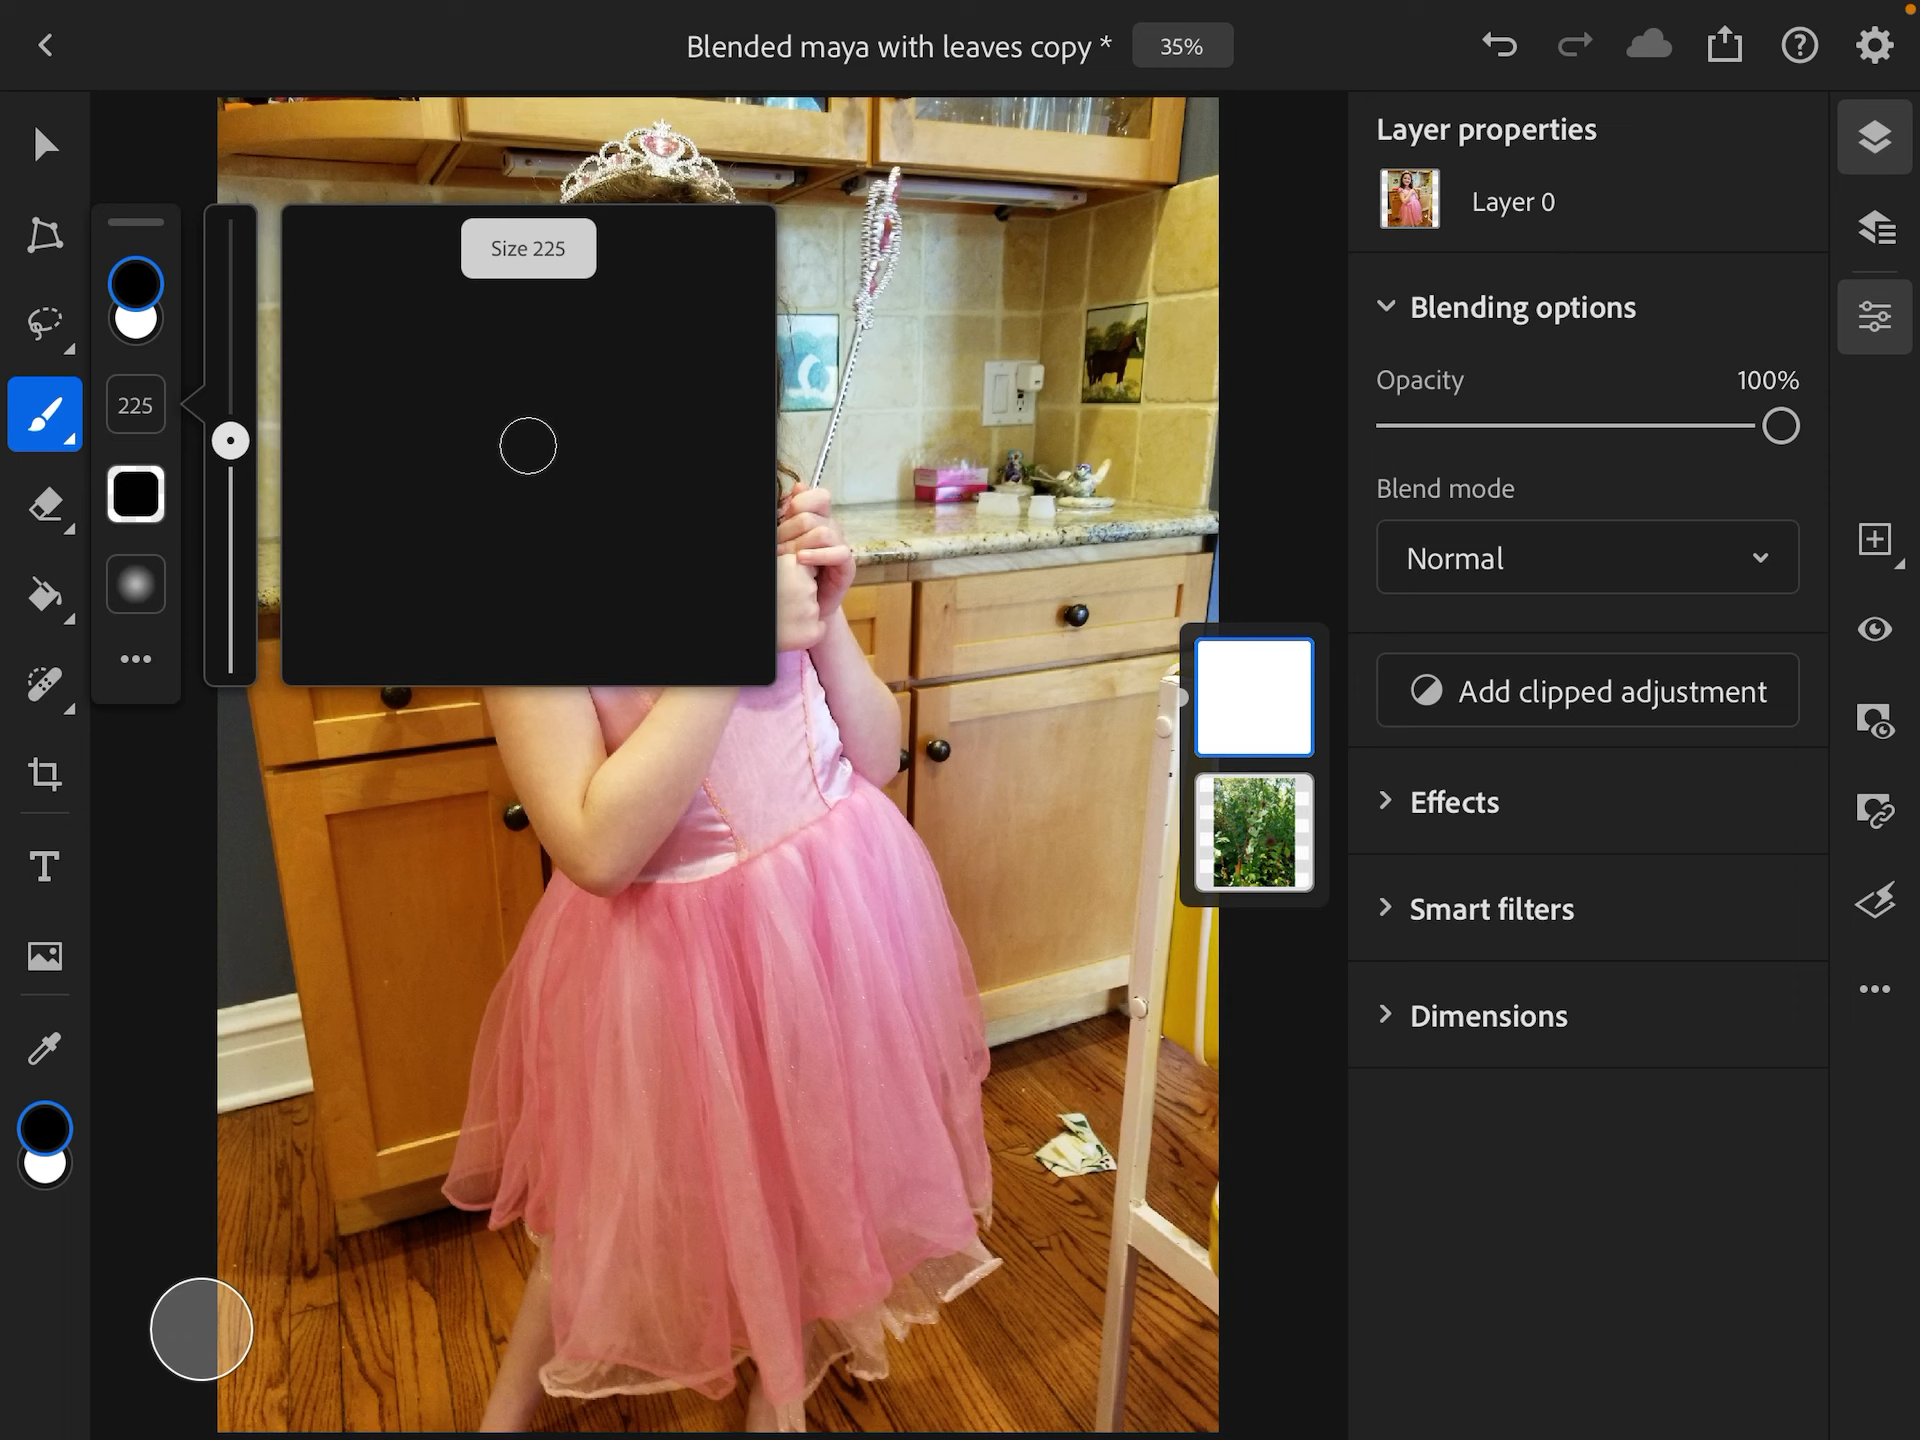 Blended maya with leaves copy *
35%
Layer properties
Layer 0
Size 225
Blending options
Opacity
100%
225
Blend mode
Normal
Add clipped adjustment
Effects
Smart filters
Dimensions